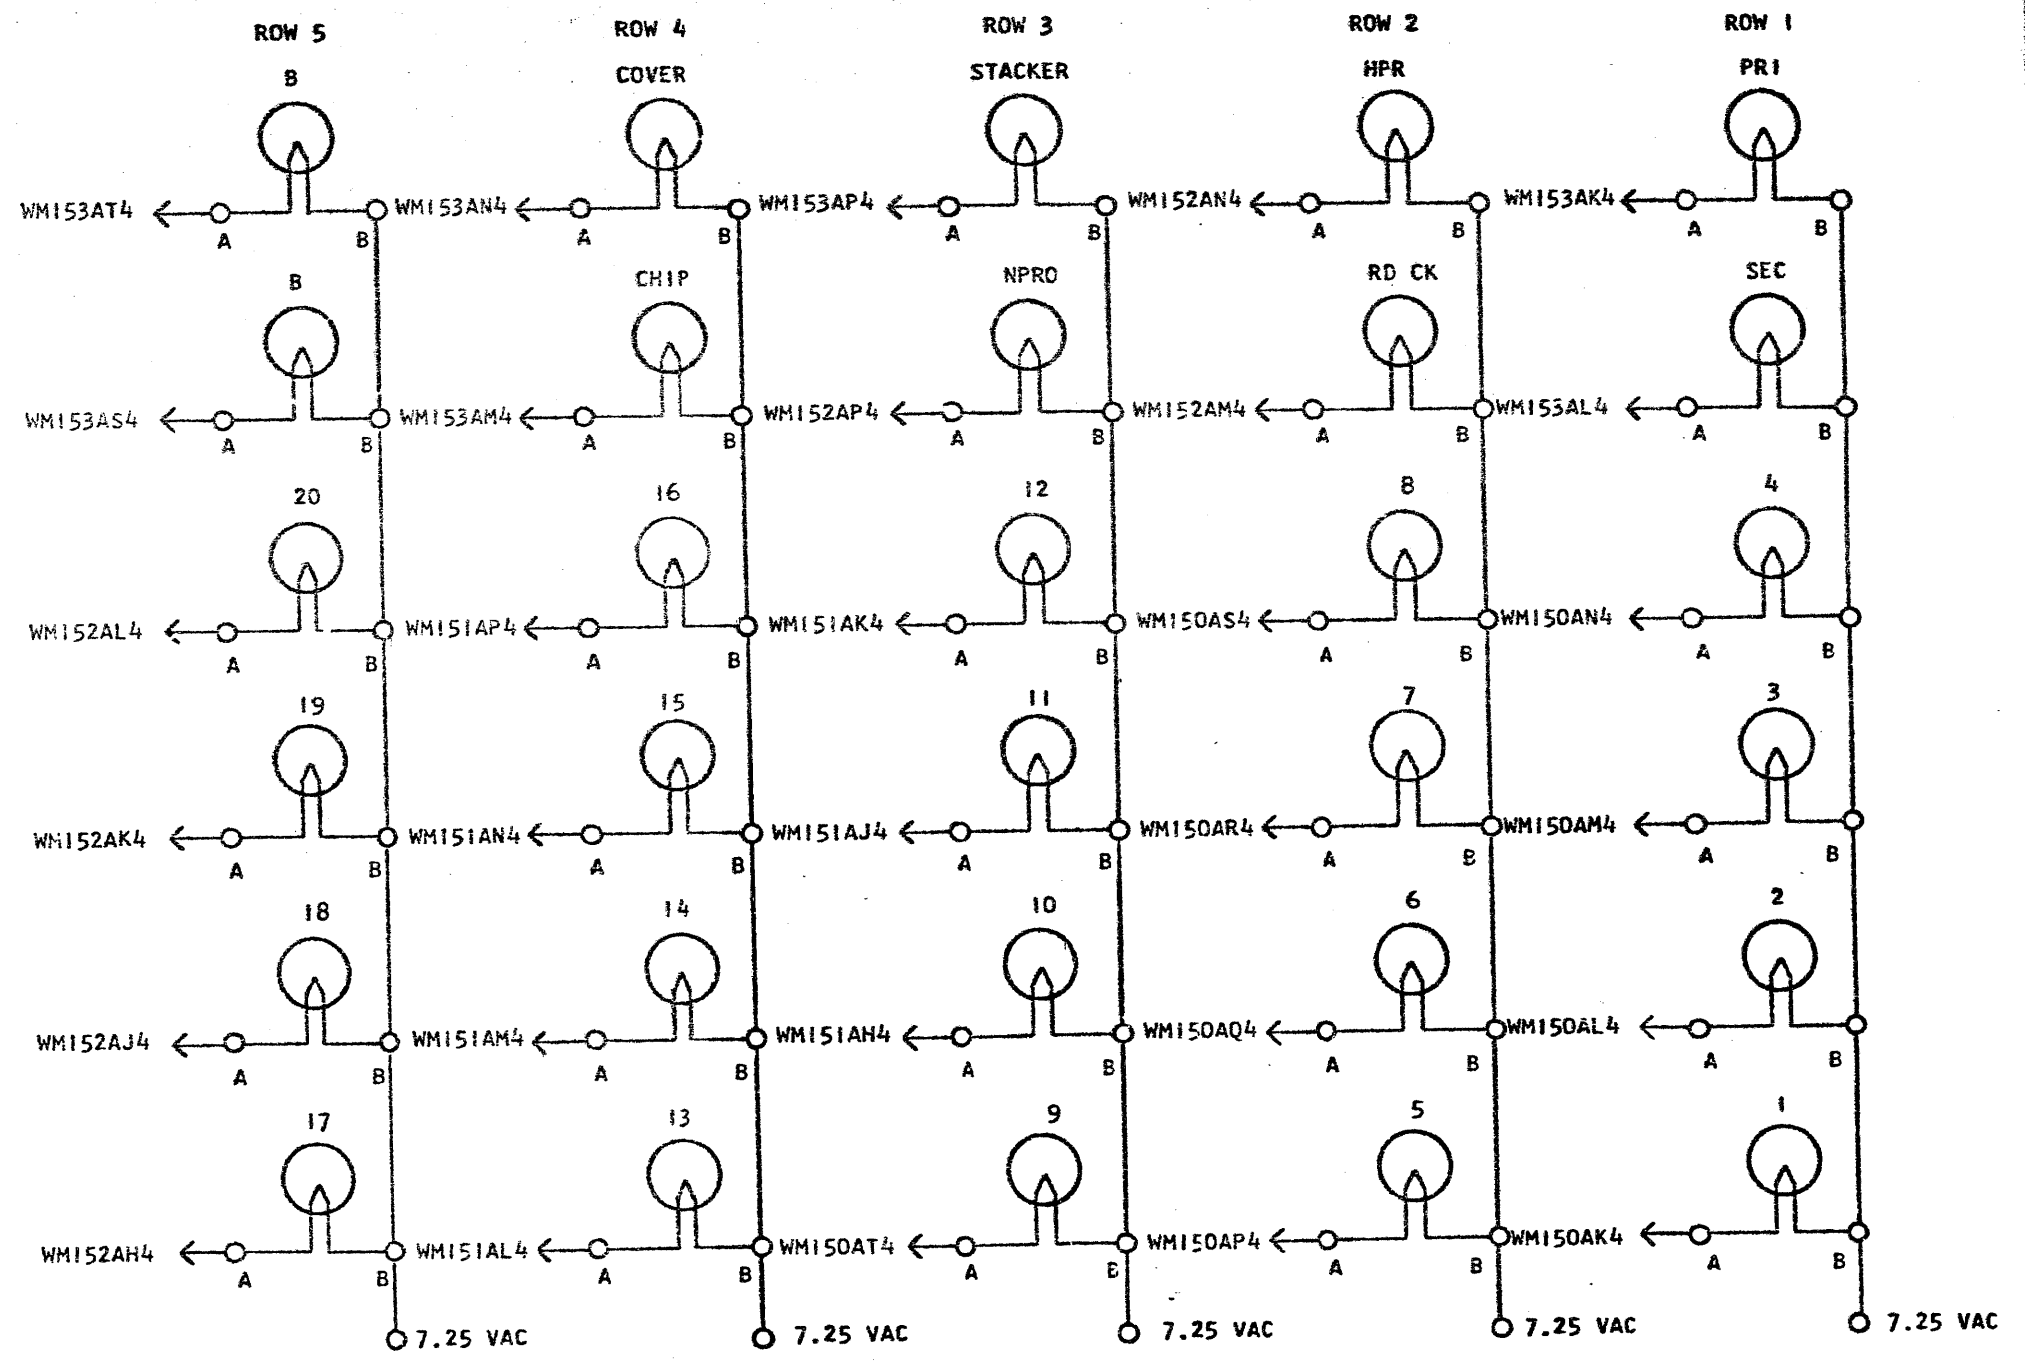 ROW 5 ROW 4 ROW 3 ROW 2 ROW 1
B COVER STACKER HPR PRI
WM153AT4 WM153AN4 WM153AP4 WM152AN4 WM153AK4
A B A B A B A B A B
B CHIP NPRO RD CK SEC
WM153AS4 WM153AM4 WM152AP4 WM152AM4 WM153AL4
A B A B A B A B A B
20 16 12 8 4
WM152AL4 WM151AP4 WM151AK4 WM150AS4 WM150AN4
A B A B A B A B A B
19 15 11 7 3
WM152AK4 WM151AN4 WM151AJ4 WM150AR4 WM150AM4
A B A B A B A B A B
18 14 10 6 2
WM152AJ4 WM151AM4 WM151AH4 WM150AQ4 WM150AL4
A B A B A B A B A B
17 13 9 5 1
WM152AH4 WM151AL4 WM150AT4 WM150AP4 WM150AK4
A B A B A B A B A B
7.25 VAC 7.25 VAC 7.25 VAC 7.25 VAC 7.25 VAC